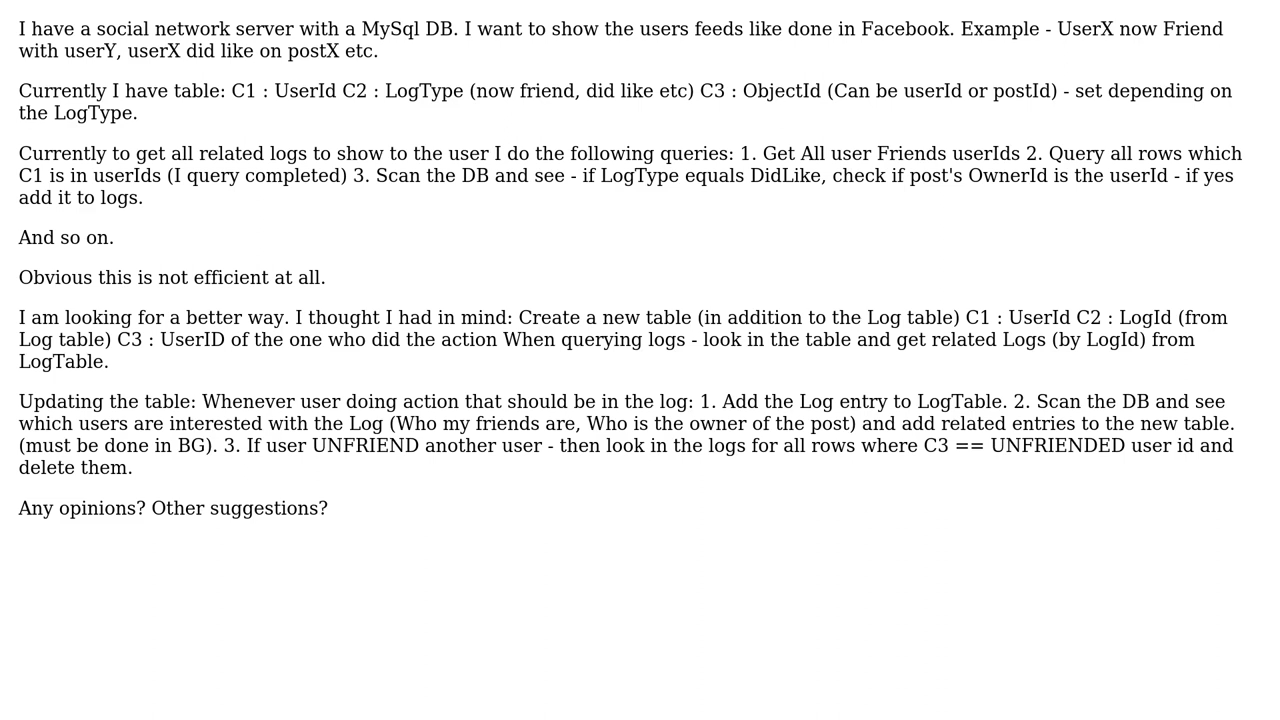 I have a social network server with a MySql DB. I want to show the users feeds like done in Facebook. Example - UserX now Friend
with userY, userX did like on postX etc.
Currently I have table: C1 : UserId C2 : LogType (now friend, did like etc) C3 : ObjectId (Can be userId or postId) - set depending on
the LogType.
Currently to get all related logs to show to the user I do the following queries: 1. Get All user Friends userIds 2. Query all rows which
C1 is in userIds (I query completed) 3. Scan the DB and see - if LogType equals DidLike, check if post's OwnerId is the userId - if yes
add it to logs.
And so on.
Obvious this is not efficient at all.
I am looking for a better way. I thought I had in mind: Create a new table (in addition to the Log table) C1 : UserId C2 : LogId (from
Log table) C3 : UserID of the one who did the action When querying logs - look in the table and get related Logs (by LogId) from
LogTable.
Updating the table: Whenever user doing action that should be in the log: 1. Add the Log entry to LogTable. 2. Scan the DB and see
which users are interested with the Log (Who my friends are, Who is the owner of the post) and add related entries to the new table.
(must be done in BG). 3. If user UNFRIEND another user - then look in the logs for all rows where C3 == UNFRIENDED user id and
delete them.
Any opinions? Other suggestions?